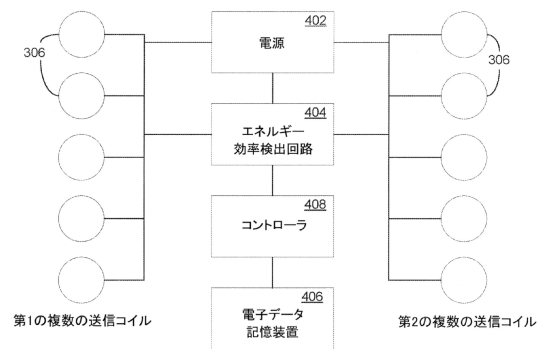 402
電源
306
306
404
エネルギー
効率検出回路
408
コントローラ
406
電子データ
記憶装置
第1の複数の送信コイル
第2の複数の送信コイル